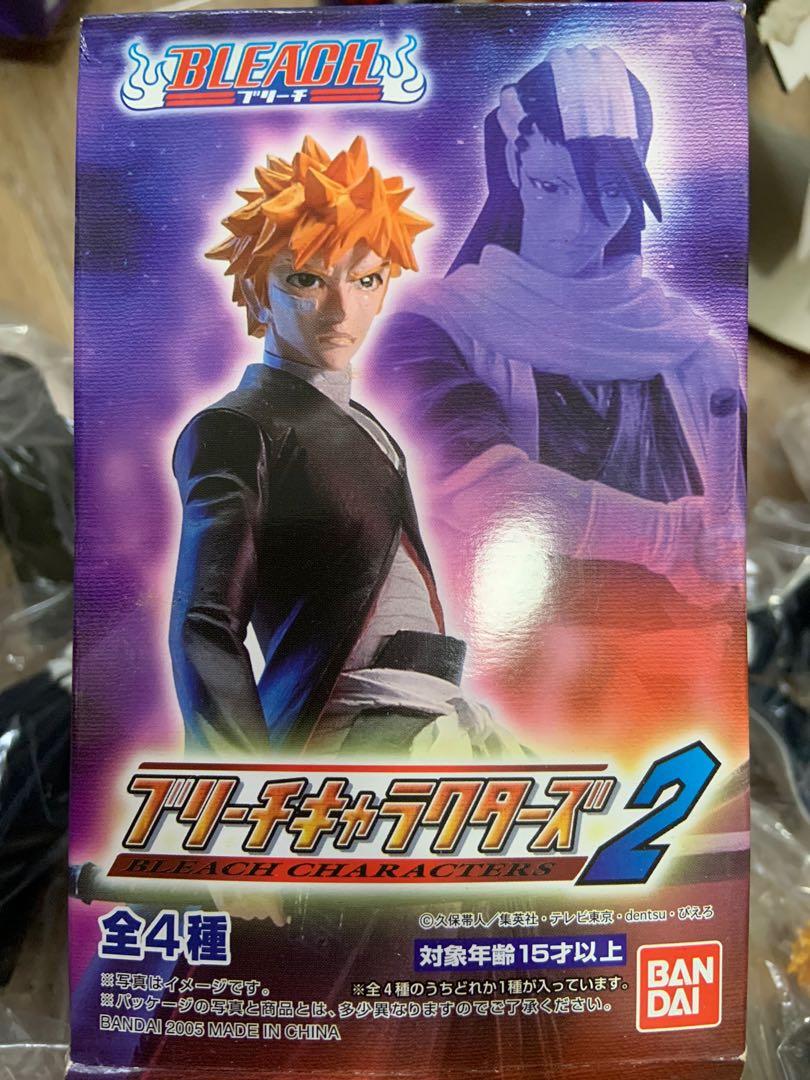 BLEACH
ブリーチ
ブリーチキャラクターズ2
BLEACH CHARACTERS
©久保帯人/集英社・テレビ東京・dentsu・ぴえろ
全4種
対象年齢15才以上
※写真はイメージです。
※全4種のうちどれか1種が入っています。
※パッケージの写真と商品とは、多少異なりますのでご了承ください。
BANDAI 2005 MADE IN CHINA
BAN
DAI